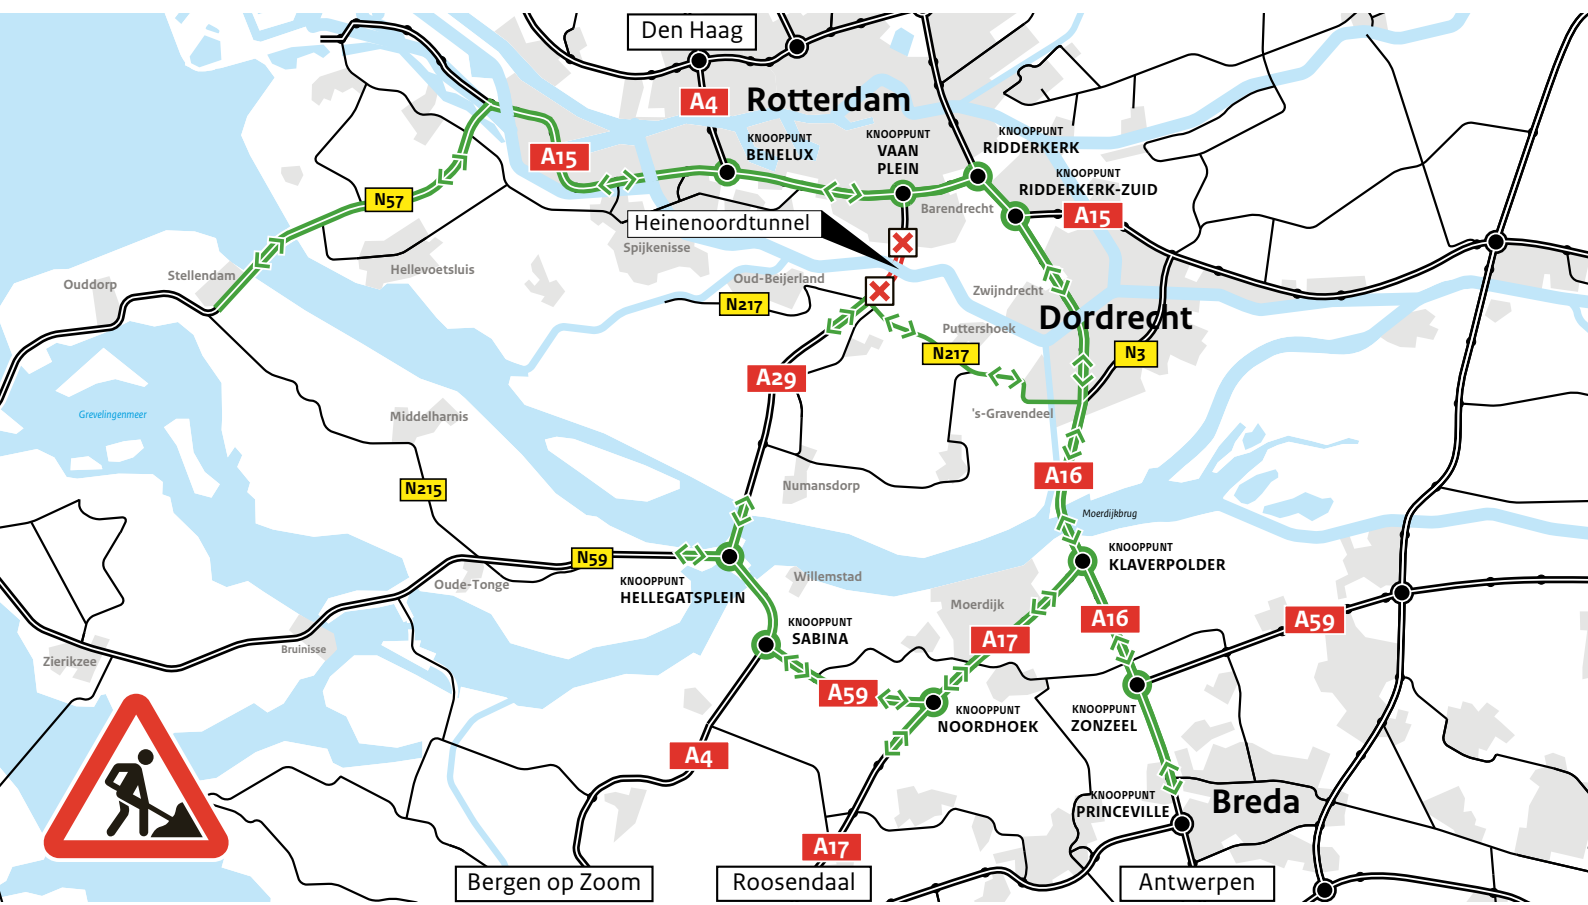 Den Haag
A4
Rotterdam
KNOOPPUNT
BENELUX
KNOOPPUNT
VAAN
PLEIN
KNOOPPUNT
RIDDERKERK
KNOOPPUNT
RIDDERKERK-ZUID
A15
A15
N57
Barendrecht
Heinenoordtunnel
Spijkenisse
Hellevoetsluis
Stellendam
Ouddorp
Oud-Beijerland
N217
Zwijndrecht
Dordrecht
Puttershoek
N217
N3
A29
's-Gravendeel
Grevelingenmeer
Middelharnis
A16
N215
Numansdorp
Moerdijkbrug
N59
KNOOPPUNT
KLAVERPOLDER
Oude-Tonge
KNOOPPUNT
HELLEGATSPLEIN
Willemstad
Moerdijk
A16
A59
KNOOPPUNT
SABINA
A17
Bruinisse
Zierikzee
A59
KNOOPPUNT
NOORDHOEK
KNOOPPUNT
ZONZEEL
A4
KNOOPPUNT
PRINCEVILLE
Breda
A17
Bergen op Zoom
Roosendaal
Antwerpen